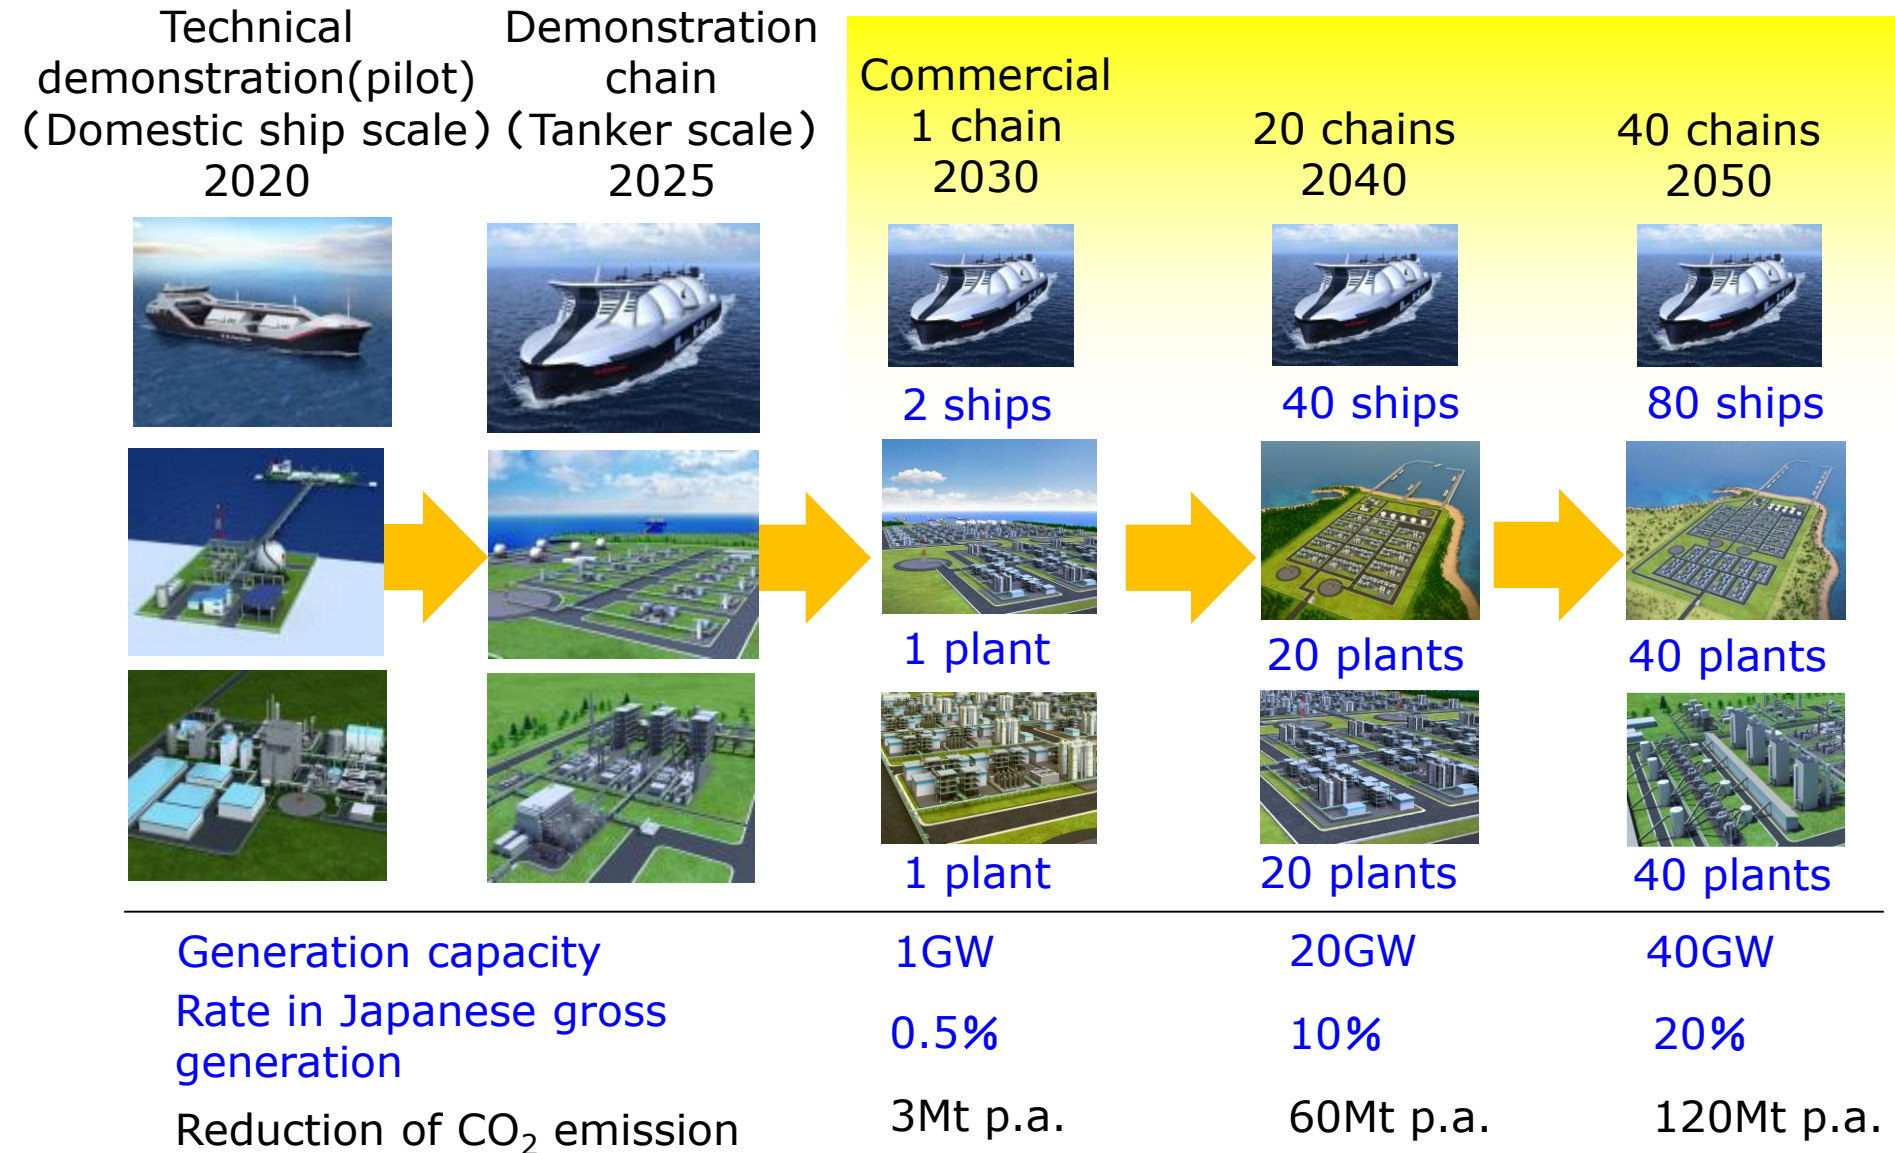 Technical
demonstration(pilot)
(Domestic ship scale)
2020
Demonstration
chain
(Tanker scale)
2025
Commercial
1 chain
2030
20 chains
2040
40 chains
2050
2 ships
40 ships
80 ships
1 plant
20 plants
40 plants
1 plant
20 plants
40 plants
Generation capacity
1GW
20GW
40GW
Rate in Japanese gross
generation
0.5%
10%
20%
Reduction of CO₂ emission
3Mt p.a.
60Mt p.a.
120Mt p.a.